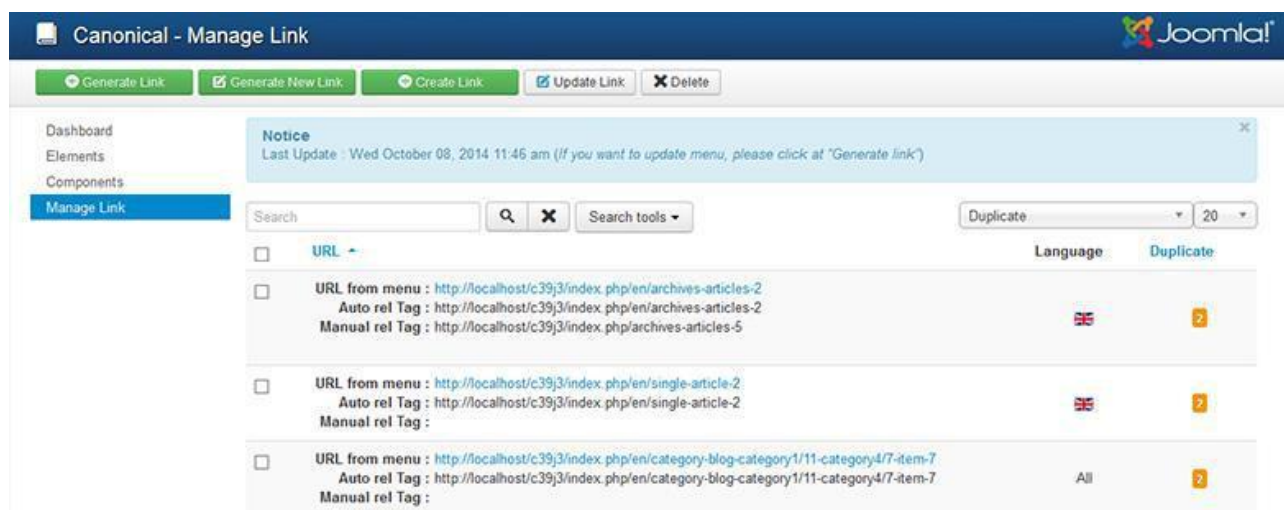 Canonical - Manage Link
Joomla!
Generate Link Generate New Link Create Link Update Link Delete
Dashboard
Elements
Components
Manage Link
Notice
Last Update : Wed October 08, 2014 11:46 am (If you want to update menu, please click at "Generate link")
Search Search tools Duplicate 20
URL Language Duplicate
URL from menu : http://localhost/c39j3/index.php/en/archives-articles-2
Auto rel Tag : http://localhost/c39j3/index.php/en/archives-articles-2
Manual rel Tag : http://localhost/c39j3/index.php/archives-articles-5
2
URL from menu : http://localhost/c39j3/index.php/en/single-article-2
Auto rel Tag : http://localhost/c39j3/index.php/en/single-article-2
Manual rel Tag :
2
URL from menu : http://localhost/c39j3/index.php/en/category-blog-category1/11-category4/7-item-7
Auto rel Tag : http://localhost/c39j3/index.php/en/category-blog-category1/11-category4/7-item-7
Manual rel Tag :
All 2